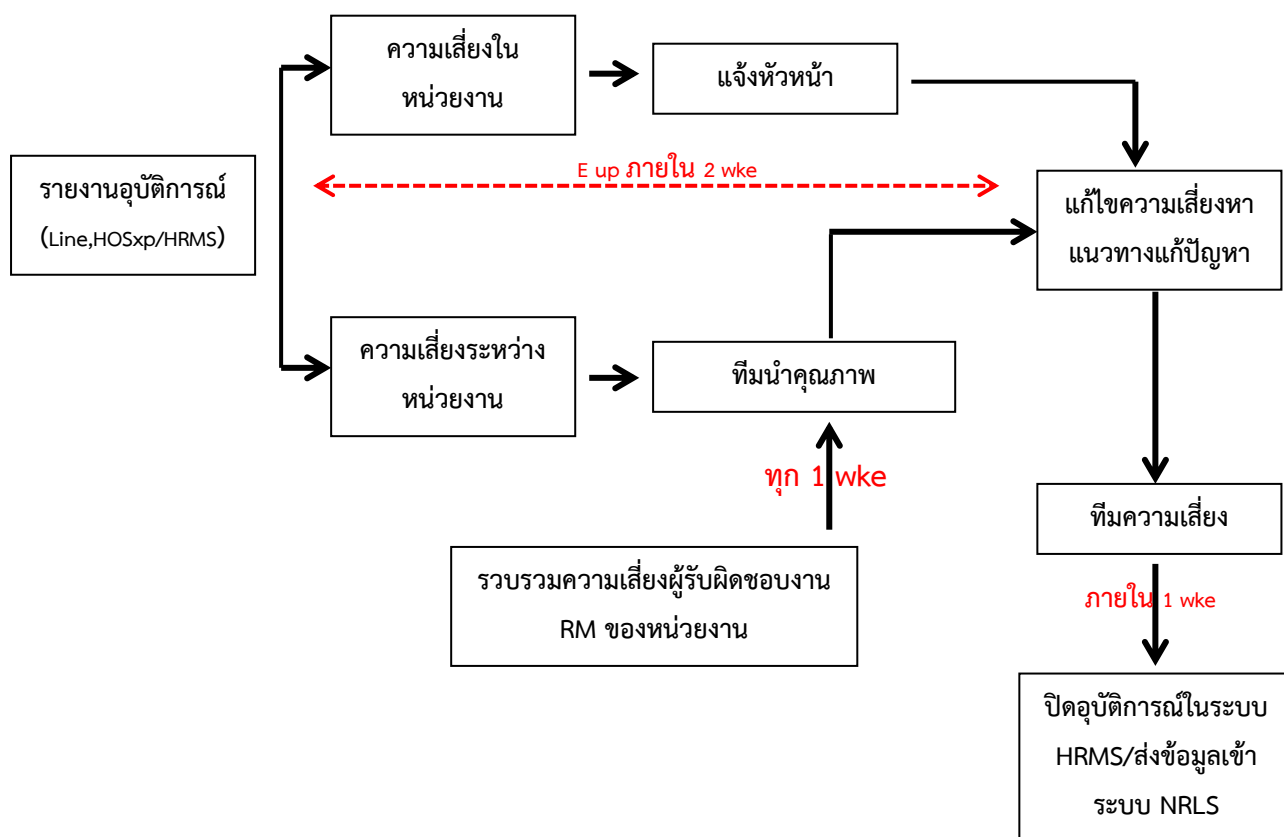 ความเสี่ยงใน
หน่วยงาน
แจ้งหัวหน้า
รายงานอุบัติการณ์
(Line,HOSxp/HRMS)
E up ภายใน 2 wke
แก้ไขความเสี่ยงหา
แนวทางแก้ปัญหา
ความเสี่ยงระหว่าง
หน่วยงาน
ทีมนำคุณภาพ
ทุก 1 wke
ทีมความเสี่ยง
รวบรวมความเสี่ยงผู้รับผิดชอบงาน
RM ของหน่วยงาน
ภายใน 1 wke
ปิดอุบัติการณ์ในระบบ
HRMS/ส่งข้อมูลเข้า
ระบบ NRLS